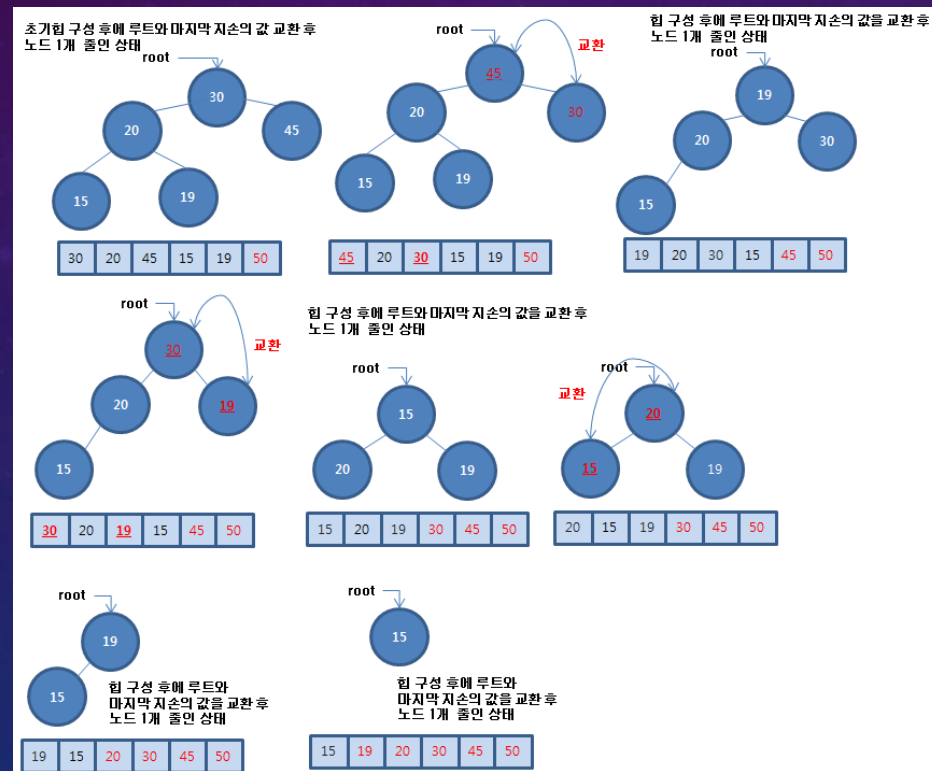 초기힙 구성 후에 루트와 마지막 지손의 값 교환 후
노드 1개 줄인 상태
root
30
20
45
15
19
30 20 45 15 19 50
root
교환
45
20
30
15
19
45 20 30 15 19 50
힙 구성 후에 루트와 마지막 지손의 값을 교환 후
노드 1개 줄인 상태
root
19
20
30
15
19 20 30 15 45 50
root
교환
30
20
19
15
30 20 19 15 45 50
힙 구성 후에 루트와 마지막 지손의 값을 교환 후
노드 1개 줄인 상태
root
15
20
19
15 20 19 30 45 50
root
교환
20
15
19
20 15 19 30 45 50
root
19
15
힙 구성 후에 루트와
마지막 지손의 값을 교환 후
노드 1개 줄인 상태
19 15 20 30 45 50
root
15
힙 구성 후에 루트와
마지막 지손의 값을 교환 후
노드 1개 줄인 상태
15 19 20 30 45 50